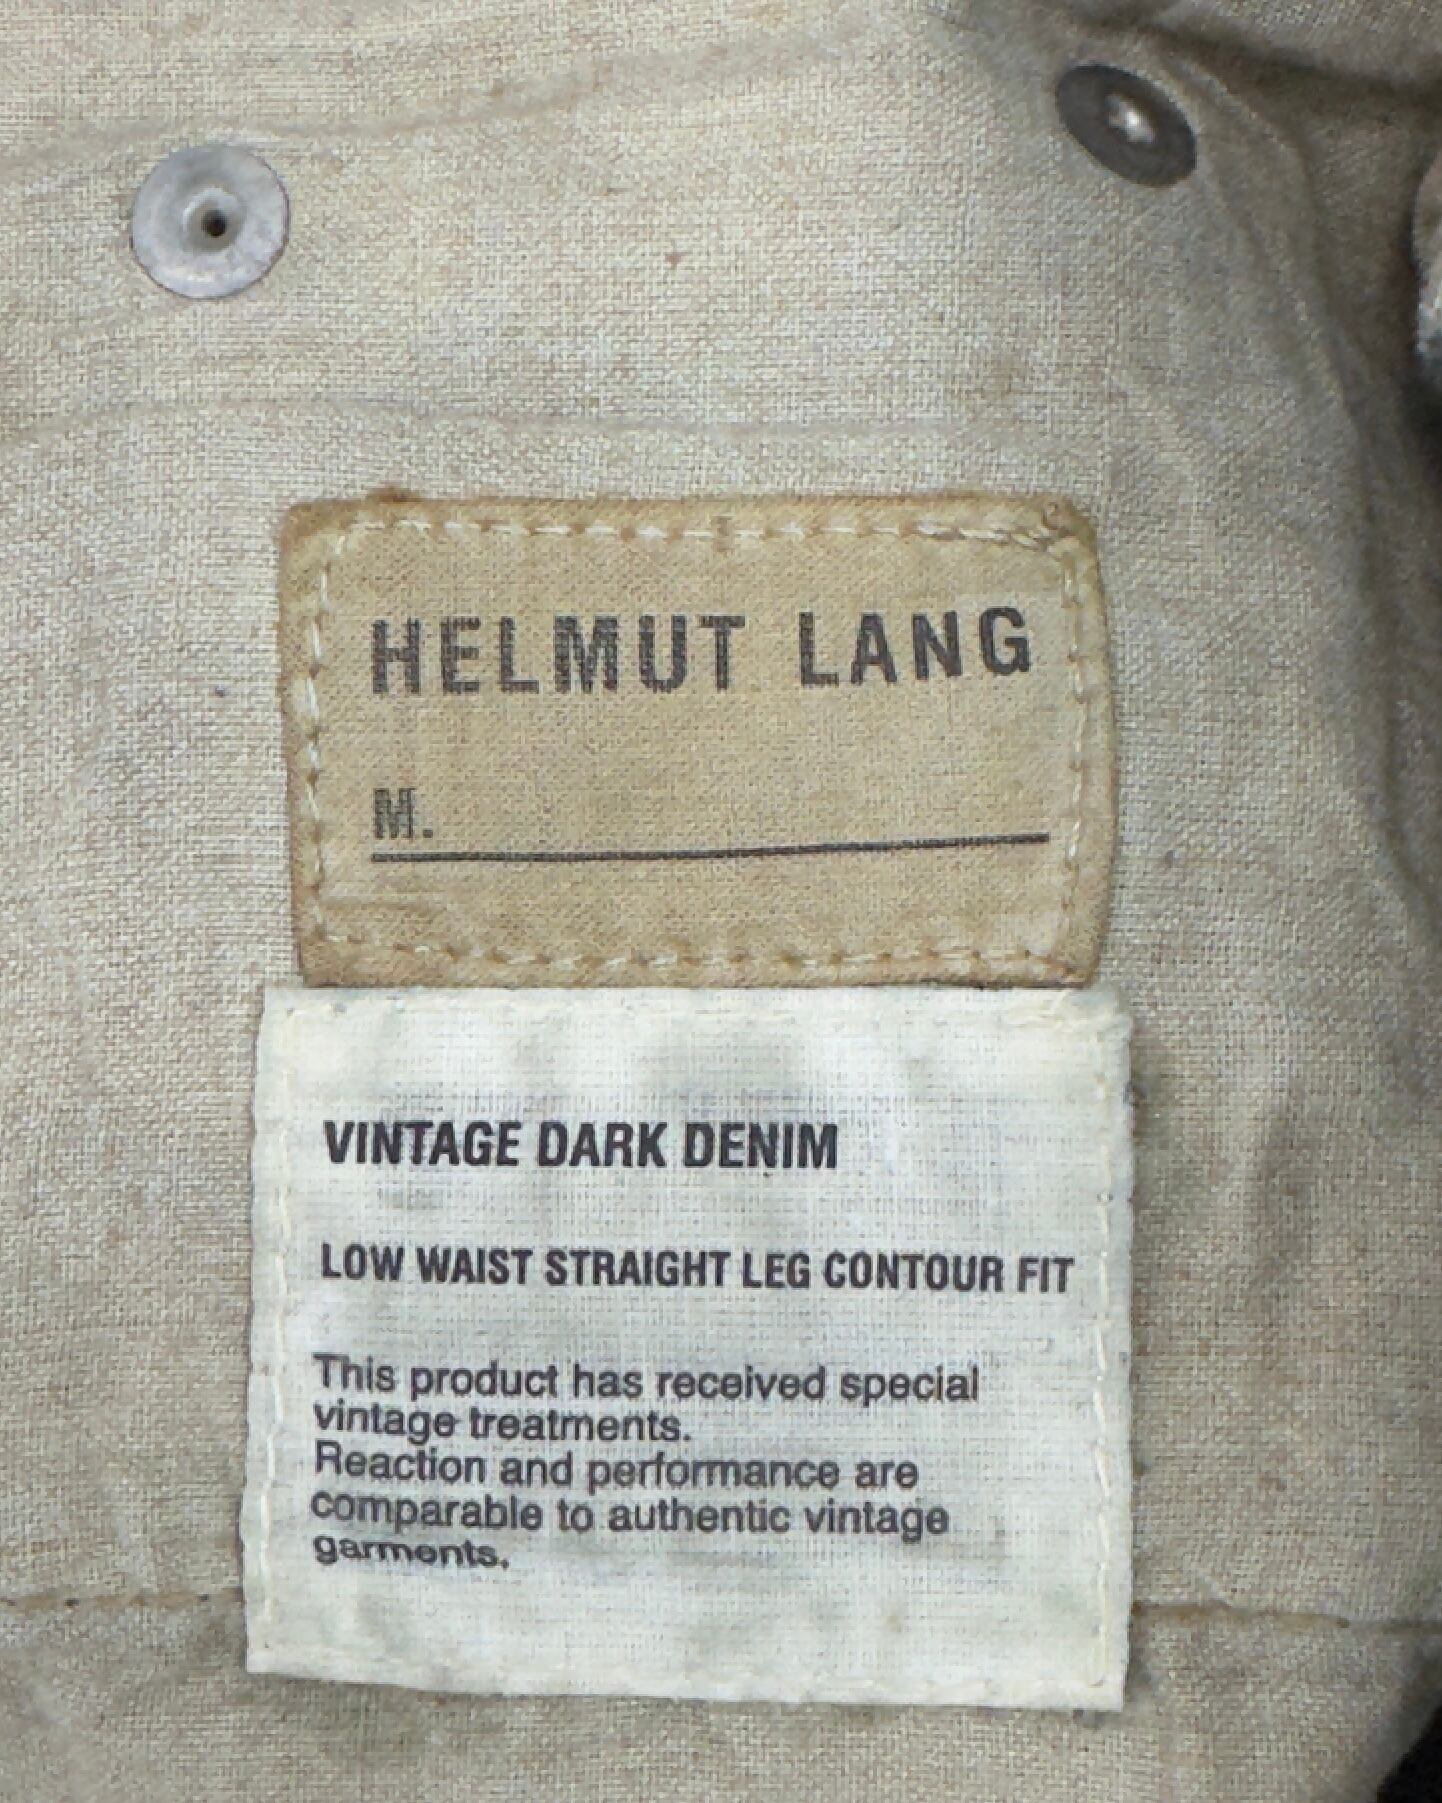 HELMUT LANG
M.
VINTAGE DARK DENIM
LOW WAIST STRAIGHT LEG CONTOUR FIT
This product has received special
vintage treatments.
Reaction and performance are
comparable to authentic vintage
garments.